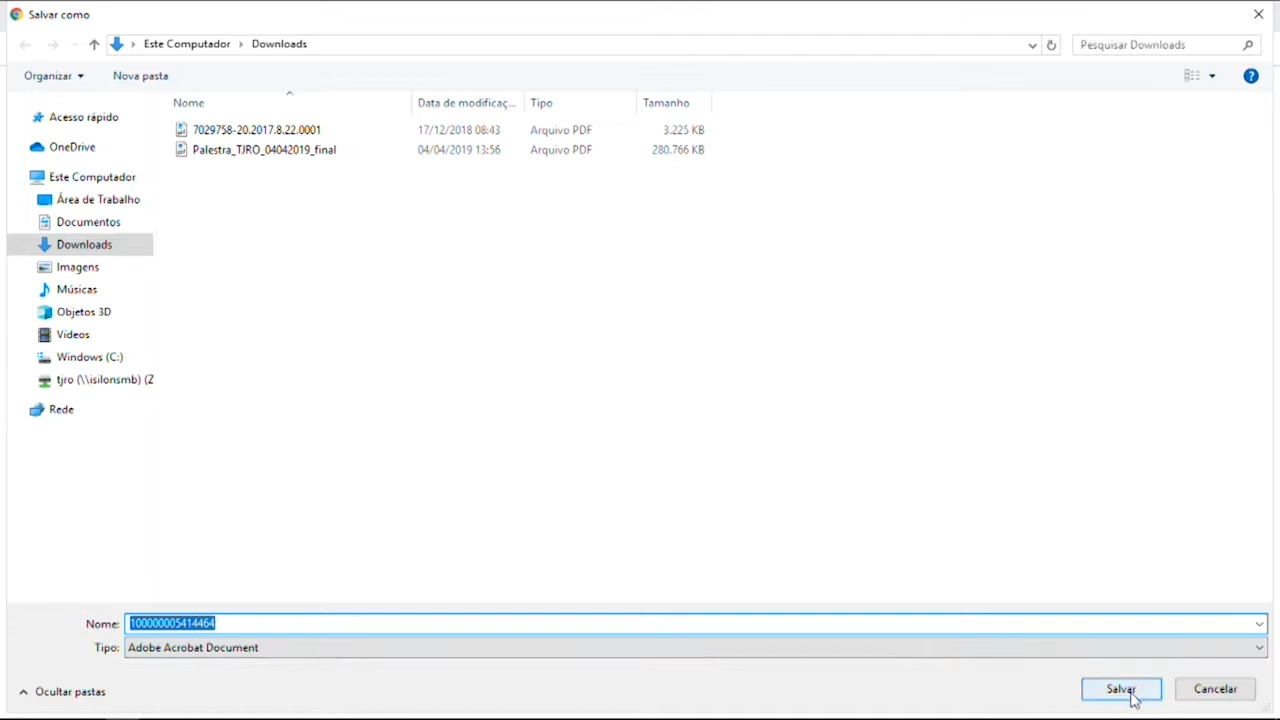 Salvar como
Este Computador > Downloads
Pesquisar Downloads
Organizar Nova pasta
Nome Data de modificaç... Tipo Tamanho
7029758-20.2017.8.22.0001 17/12/2018 08:43 Arquivo PDF 3.225 KB
Palestra_TJRO_04042019_final 04/04/2019 13:56 Arquivo PDF 280.766 KB
Acesso rápido
OneDrive
Este Computador
Área de Trabalho
Documentos
Downloads
Imagens
Músicas
Objetos 3D
Vídeos
Windows (C:)
tjro (\\isilonsmb) (Z
Rede
Nome: 100000005414464
Tipo: Adobe Acrobat Document
Ocultar pastas
Salvar Cancelar